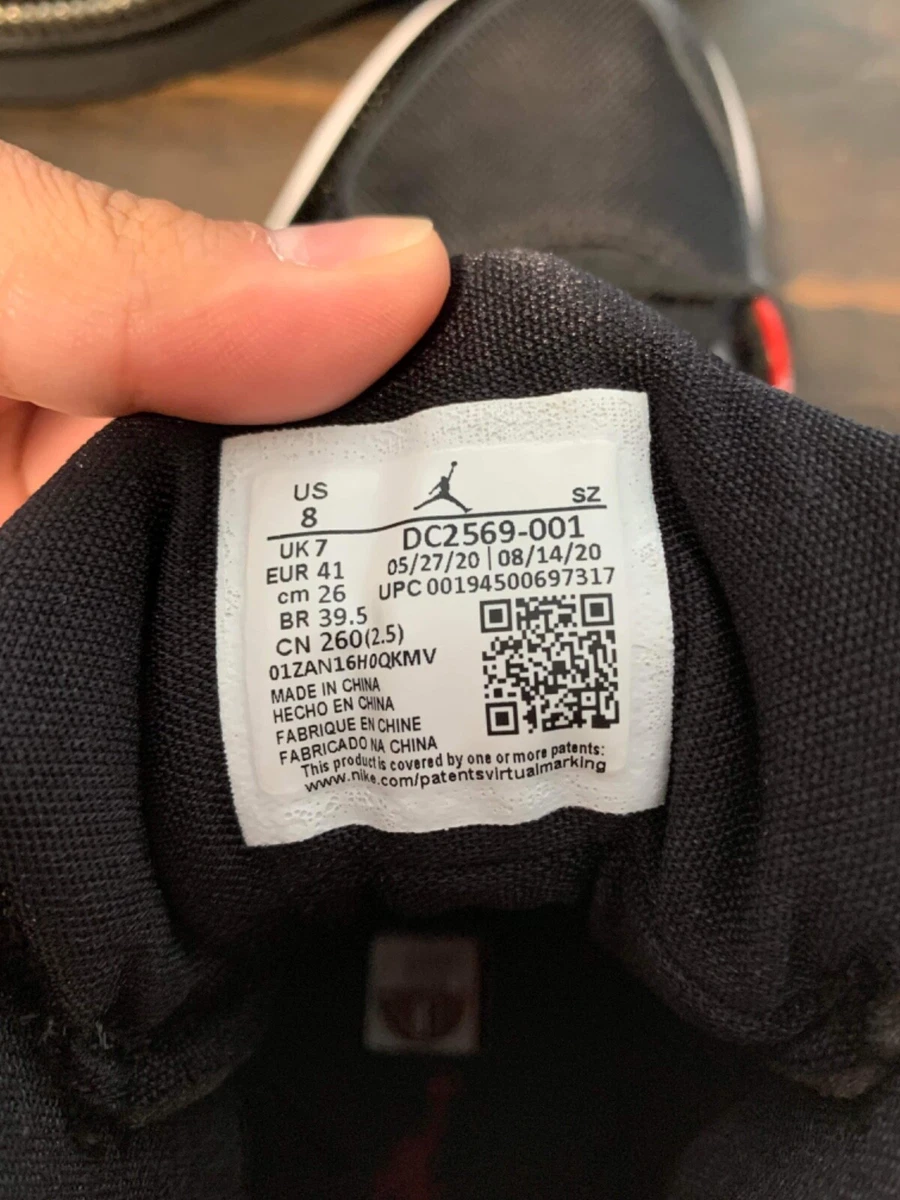 US
8
SZ
UK 7
DC2569-001
EUR 41
05/27/20 | 08/14/20
cm 26
UPC 00194500697317
BR 39.5
CN 260(2.5)
01ZAN16H0QKMV
MADE IN CHINA
HECHO EN CHINA
FABRIQUE EN CHINE
FABRICADO NA CHINA
This product is covered by one or more patents:
www.nike.com/patentsvirtualmarking